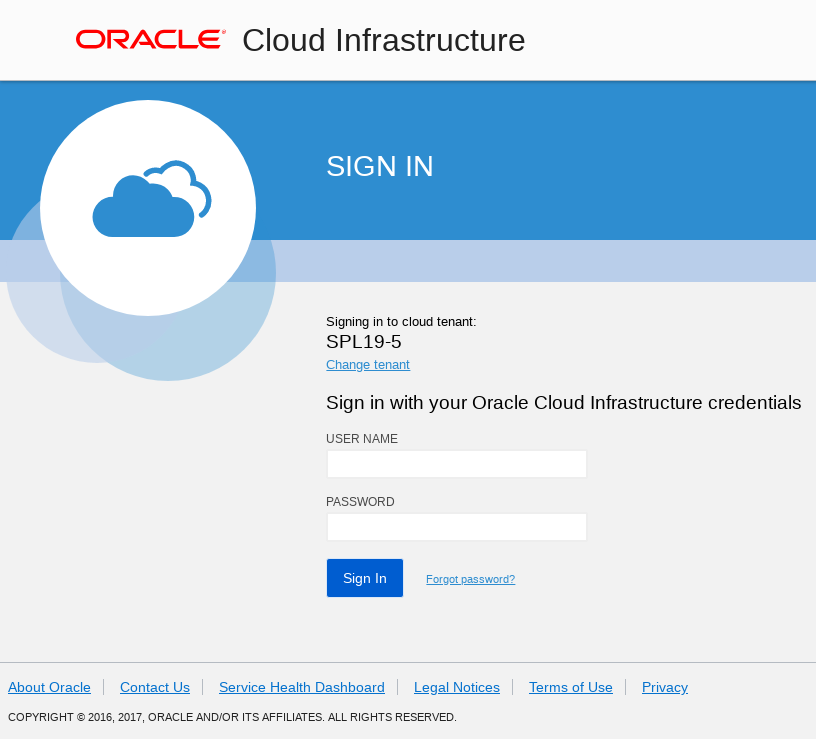 ORACLE® Cloud Infrastructure
SIGN IN
Signing in to cloud tenant:
SPL19-5
Change tenant
Sign in with your Oracle Cloud Infrastructure credentials
USER NAME
PASSWORD
Sign In Forgot password?
About Oracle Contact Us Service Health Dashboard Legal Notices Terms of Use Privacy
COPYRIGHT © 2016, 2017, ORACLE AND/OR ITS AFFILIATES. ALL RIGHTS RESERVED.